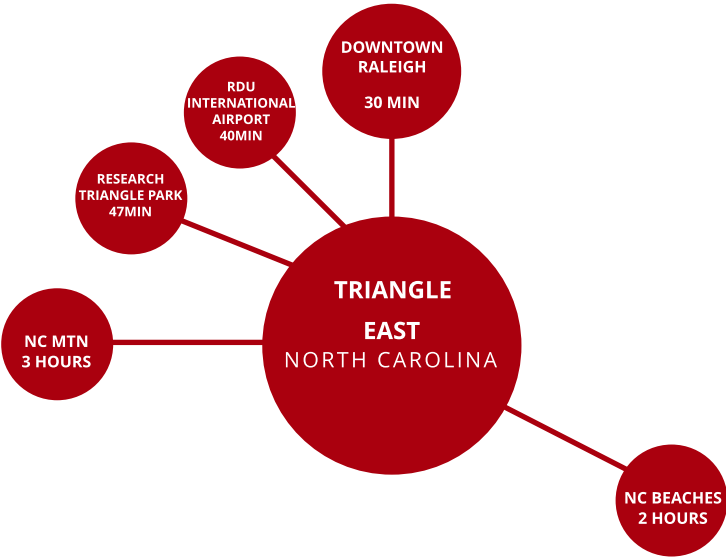 DOWNTOWN
RALEIGH
30 MIN
RDU
INTERNATIONAL
AIRPORT
40MIN
RESEARCH
TRIANGLE PARK
47MIN
TRIANGLE
EAST
NORTH CAROLINA
NC MTN
3 HOURS
NC BEACHES
2 HOURS